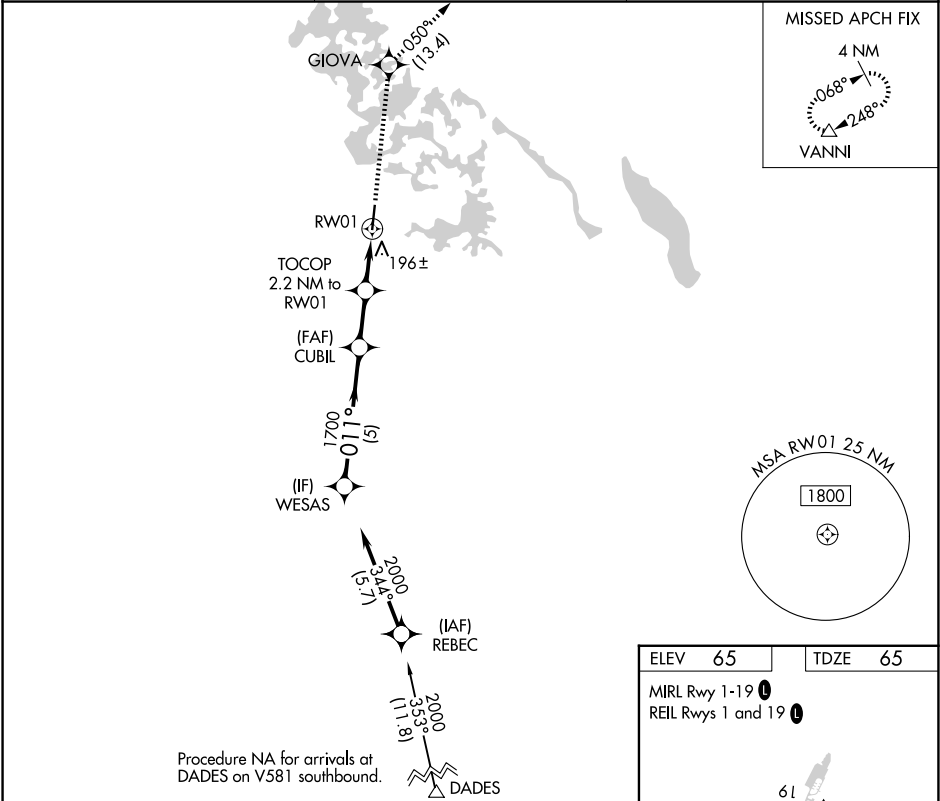 MISSED APCH FIX
4 NM
068°
248°
VANNI
GIOVA
050°
(13.4)
RW01
196±
TOCOP
2.2 NM to
RW01
(FAF)
CUBIL
1700
011°
(5)
(IF)
WESAS
MSA RW01 25 NM
1800
2000
344°
(5.7)
(IAF)
REBEC
2000
353°
(11.8)
DADES
Procedure NA for arrivals at
DADES on V581 southbound.
ELEV 65
TDZE 65
MIRL Rwy 1-19 L
REIL Rwys 1 and 19 L
19